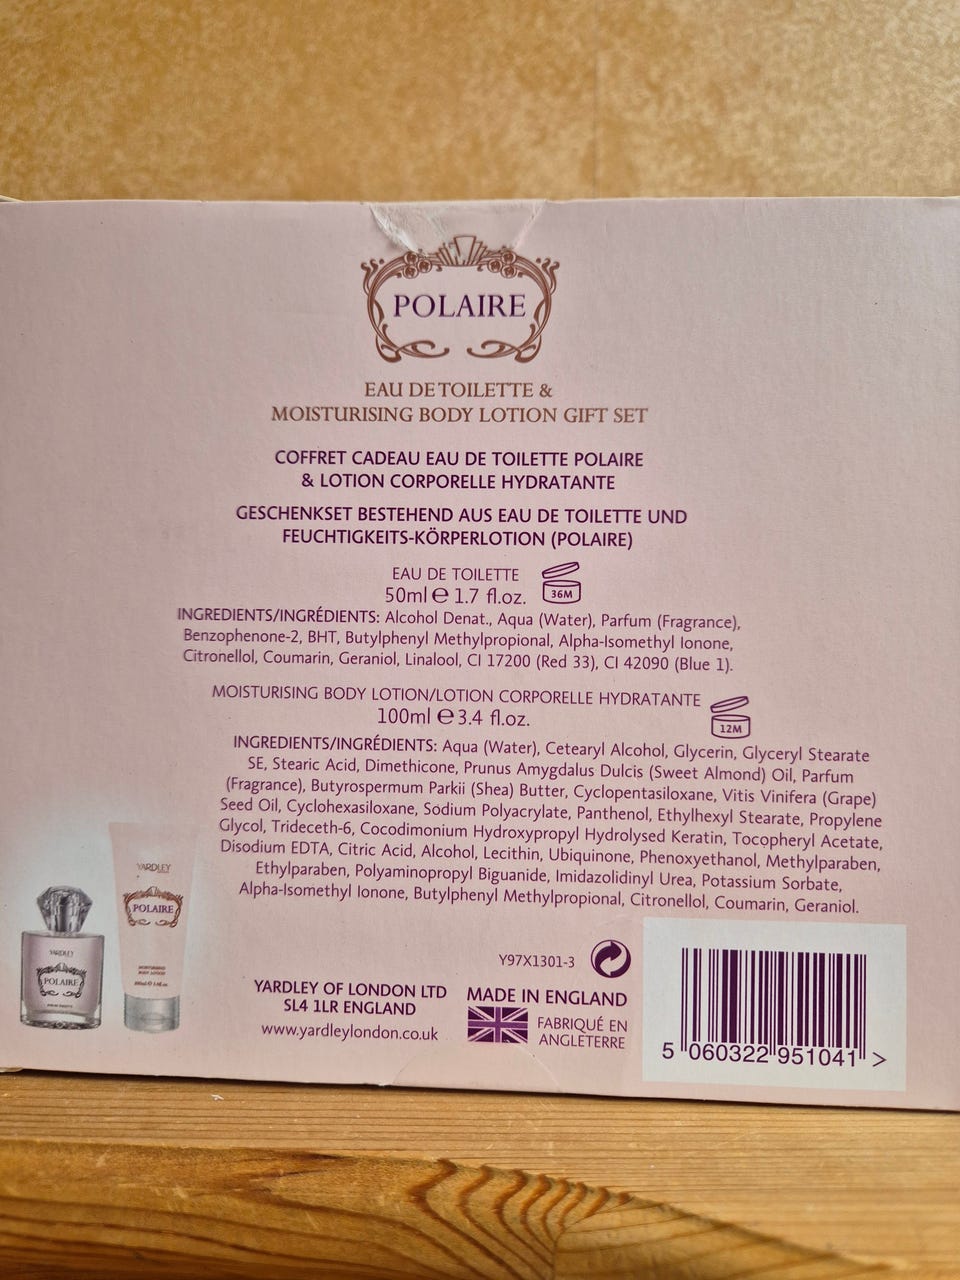 POLAIRE
EAU DE TOILETTE &
MOISTURISING BODY LOTION GIFT SET
COFFRET CADEAU EAU DE TOILETTE POLAIRE
& LOTION CORPORELLE HYDRATANTE
GESCHENKSET BESTEHEND AUS EAU DE TOILETTE UND
FEUCHTIGKEITS-KÖRPERLOTION (POLAIRE)
EAU DE TOILETTE
50ml e 1.7 fl.oz.
36M
INGREDIENTS/INGRÉDIENTS: Alcohol Denat., Aqua (Water), Parfum (Fragrance),
Benzophenone-2, BHT, Butylphenyl Methylpropional, Alpha-Isomethyl Ionone,
Citronellol, Coumarin, Geraniol, Linalool, CI 17200 (Red 33), CI 42090 (Blue 1).
MOISTURISING BODY LOTION/LOTION CORPORELLE HYDRATANTE
100ml e 3.4 fl.oz.
12M
INGREDIENTS/INGRÉDIENTS: Aqua (Water), Cetearyl Alcohol, Glycerin, Glyceryl Stearate
SE, Stearic Acid, Dimethicone, Prunus Amygdalus Dulcis (Sweet Almond) Oil, Parfum
(Fragrance), Butyrospermum Parkii (Shea) Butter, Cyclopentasiloxane, Vitis Vinifera (Grape)
Seed Oil, Cyclohexasiloxane, Sodium Polyacrylate, Panthenol, Ethylhexyl Stearate, Propylene
Glycol, Trideceth-6, Cocodimonium Hydroxypropyl Hydrolysed Keratin, Tocopheryl Acetate,
Disodium EDTA, Citric Acid, Alcohol, Lecithin, Ubiquinone, Phenoxyethanol, Methylparaben,
Ethylparaben, Polyaminopropyl Biguanide, Imidazolidinyl Urea, Potassium Sorbate,
Alpha-Isomethyl Ionone, Butylphenyl Methylpropional, Citronellol, Coumarin, Geraniol.
YARDLEY
POLAIRE
YARDLEY
POLAIRE
MOISTURISING
BODY LOTION
Y97X1301-3
YARDLEY OF LONDON LTD
SL4 1LR ENGLAND
www.yardleylondon.co.uk
MADE IN ENGLAND
FABRIQUÉ EN
ANGLETERRE
5 060322 951041 >